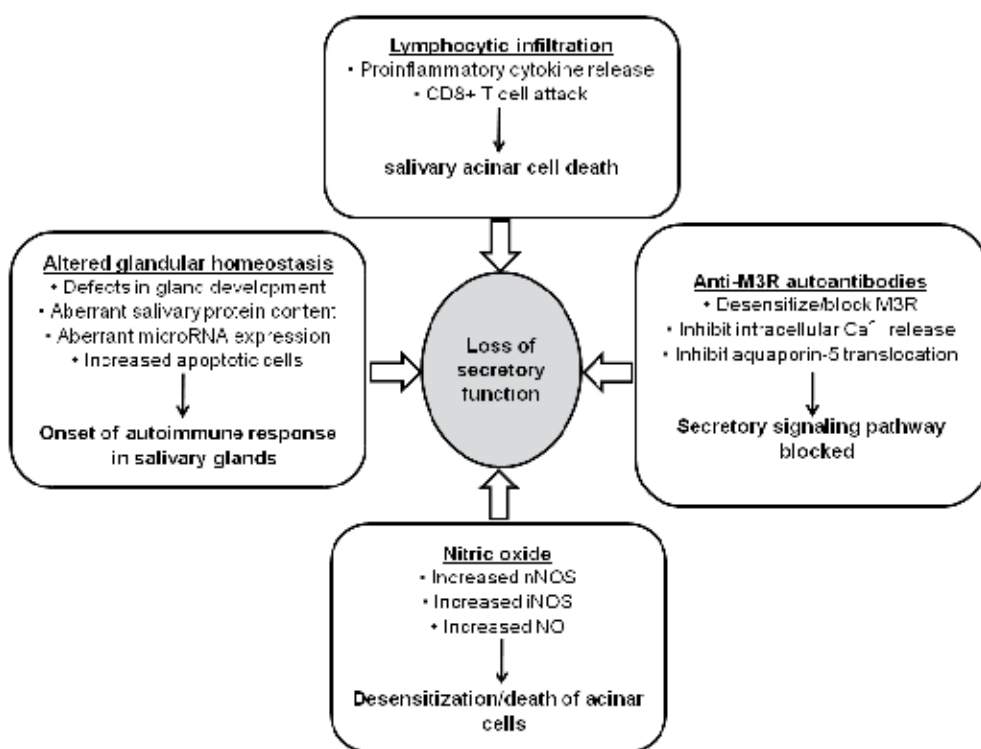 Lymphocytic infiltration
• Proinflammatory cytokine release
• CD8+ T cell attack
salivary acinar cell death
Altered glandular homeostasis
• Defects in gland development
• Aberrant salivary protein content
• Aberrant microRNA expression
• Increased apoptotic cells
Onset of autoimmune response
in salivary glands
Loss of
secretory
function
Anti-M3R autoantibodies
• Desensitize/block M3R
• Inhibit intracellular release
• Inhibit aquaporin-5 translocation
Secretory signaling pathway
blocked
Nitric oxide
• Increased nNOS
• Increased iNOS
• Increased NO
Desensitization/death of acinar
cells